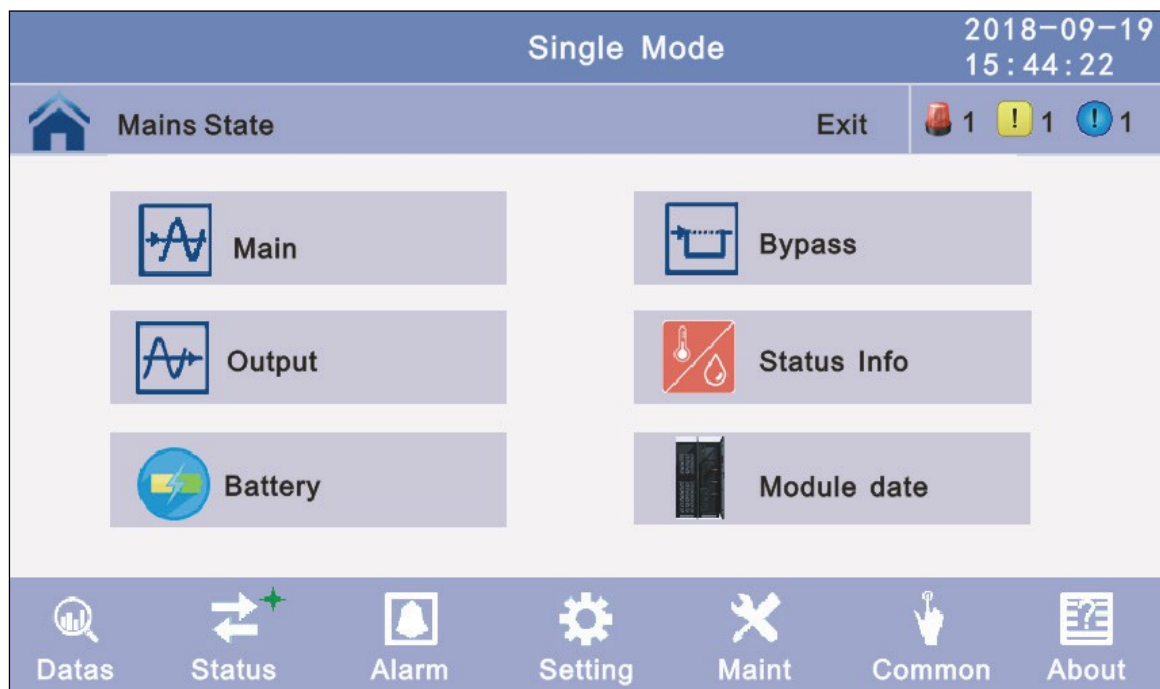 Single Mode
2018-09-19
15:44:22
Mains State
Exit
1
! 1
! 1
Main
Bypass
Output
Status Info
Battery
Module date
Datas
Status
Alarm
Setting
Maint
Common
?
About